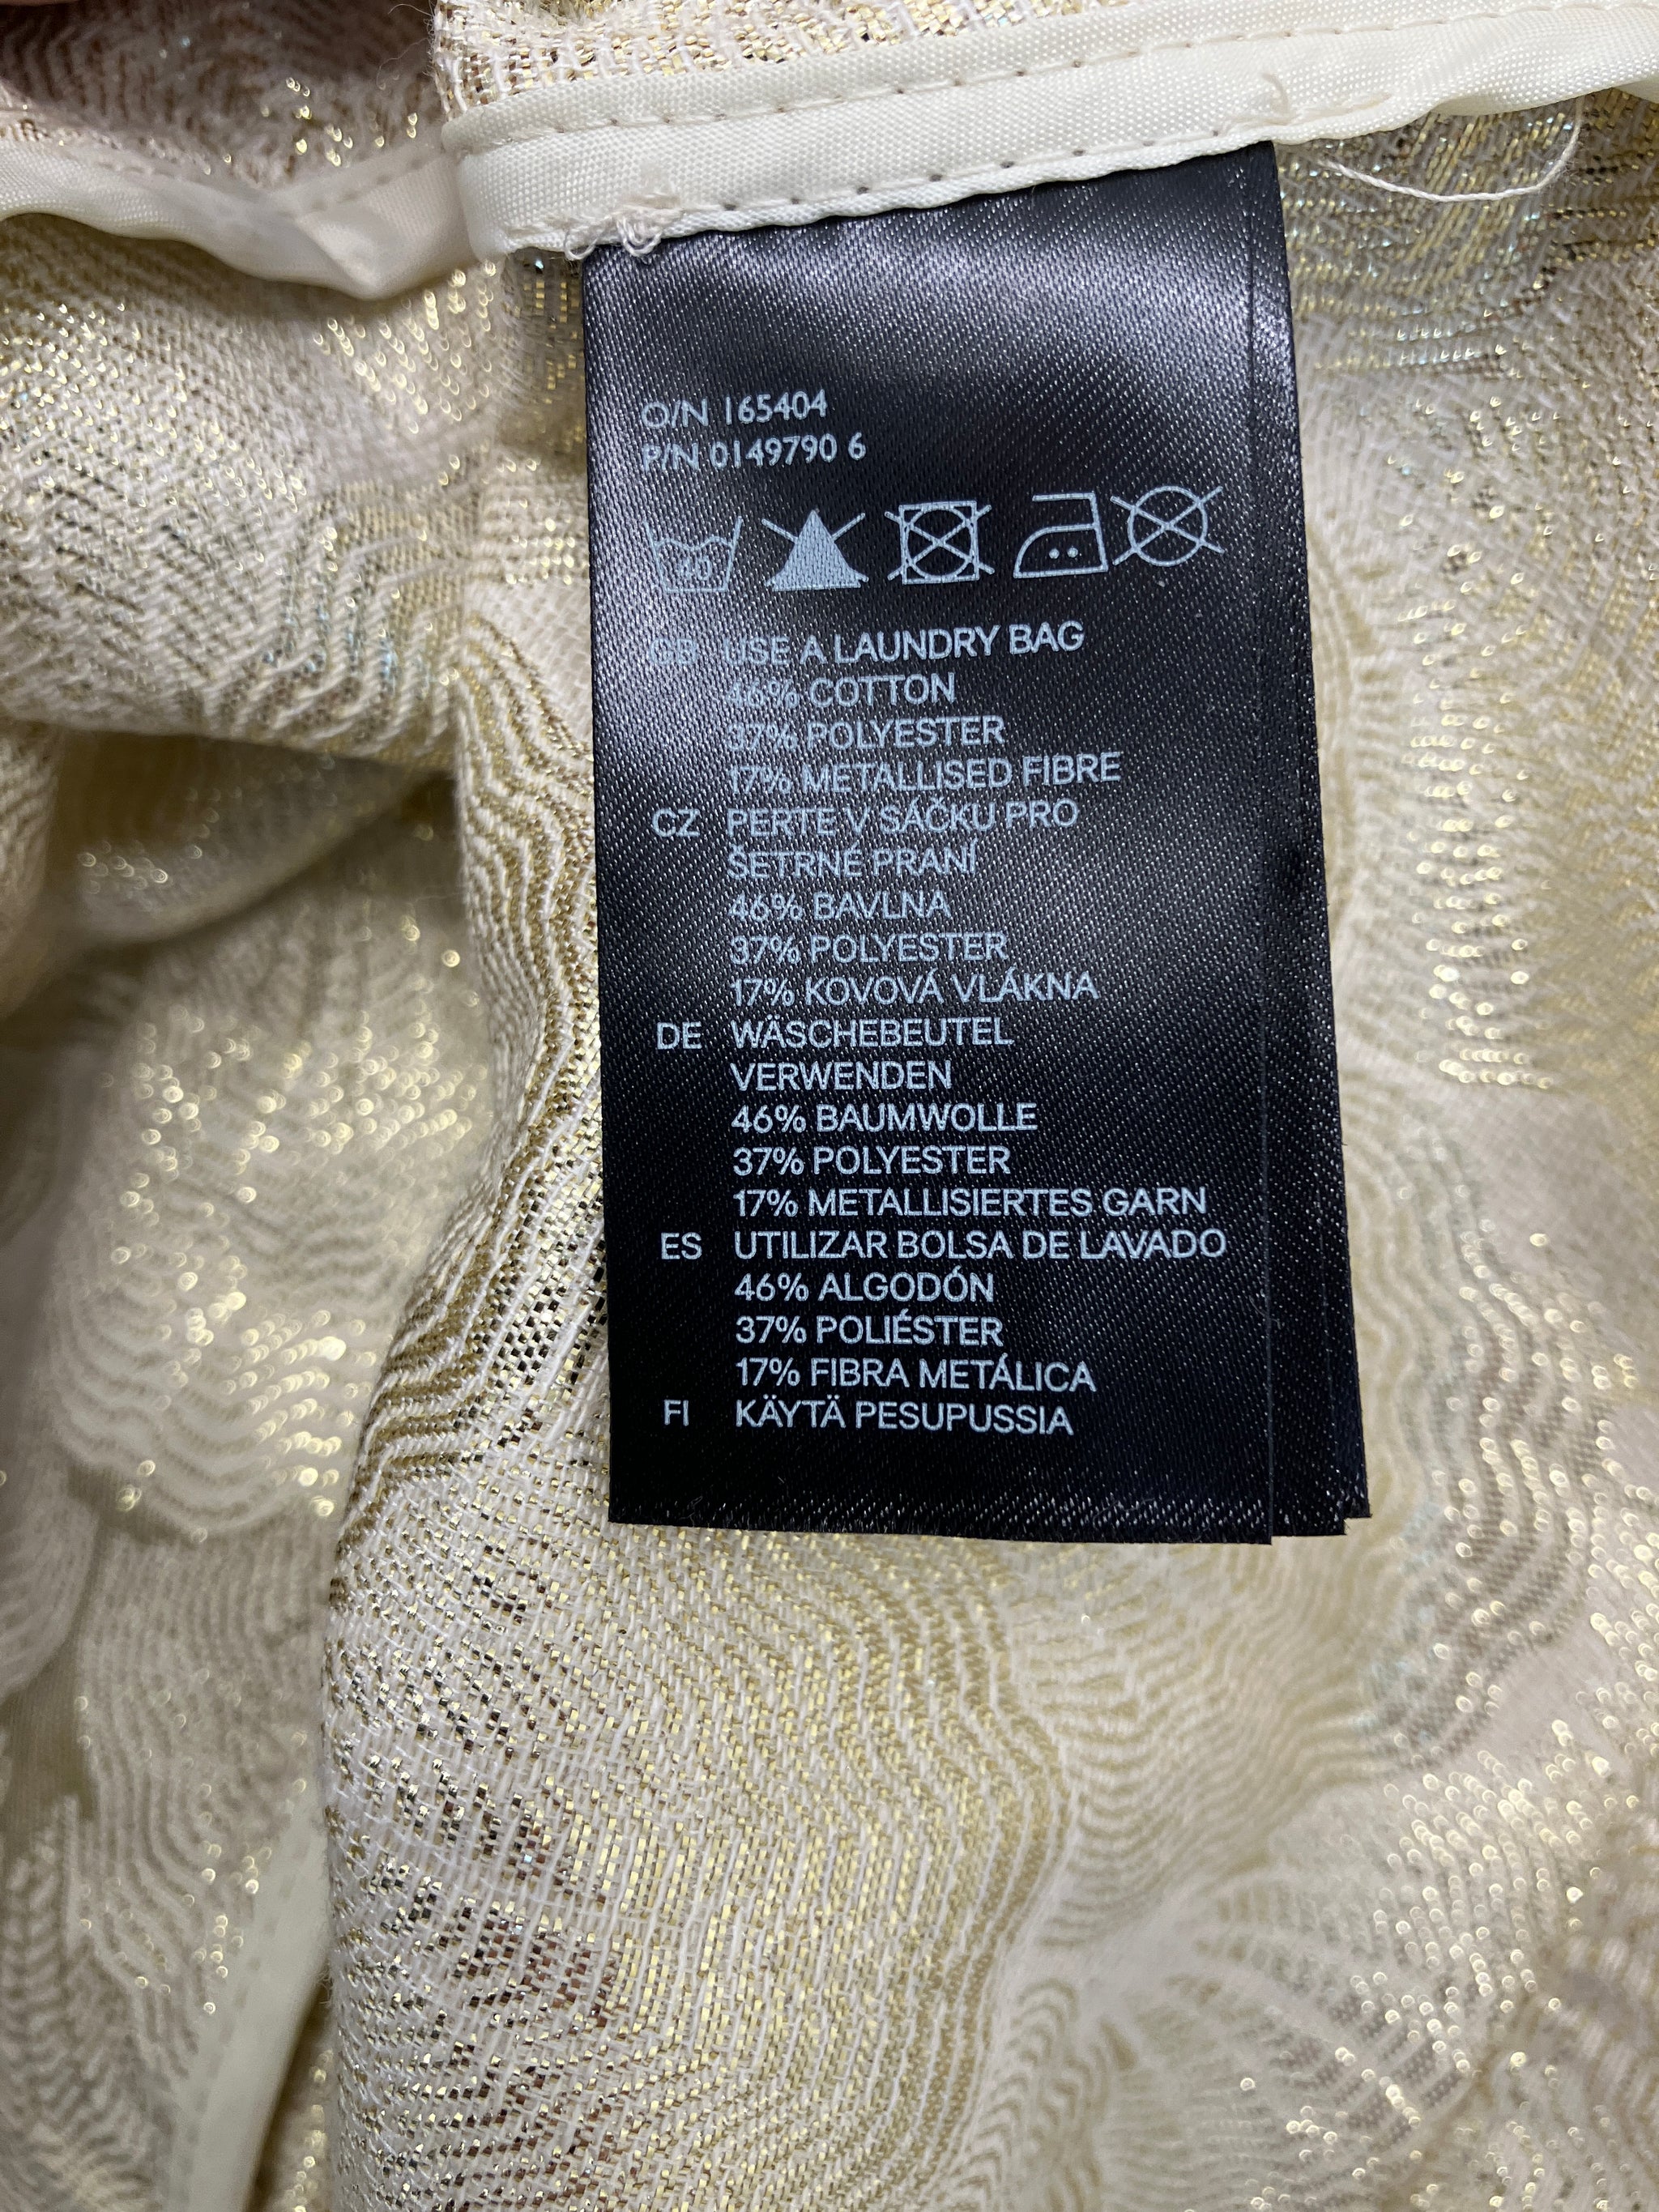 O/N 165404
P/N 0149790 6
40
GB USE A LAUNDRY BAG
46% COTTON
37% POLYESTER
17% METALLISED FIBRE
CZ PERTE V SÁČKU PRO
ŠETRNÉ PRANÍ
46% BAVLNA
37% POLYESTER
17% KOVOVÁ VLÁKNA
DE WÄSCHEBEUTEL
VERWENDEN
46% BAUMWOLLE
37% POLYESTER
17% METALLISIERTES GARN
ES UTILIZAR BOLSA DE LAVADO
46% ALGODÓN
37% POLIÉSTER
17% FIBRA METÁLICA
FI KÄYTÄ PESUPUSSIA